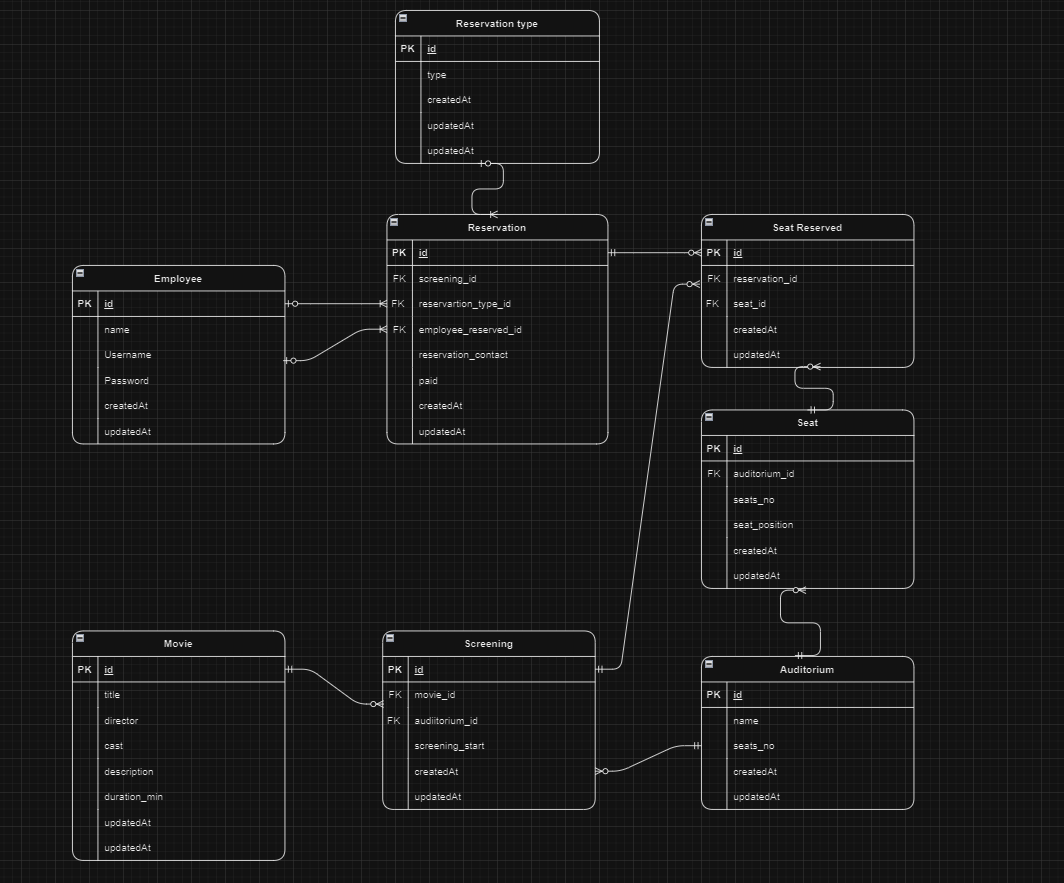 Reservation type
PK id
type
createdAt
updatedAt
updatedAt
Reservation
PK id
FK screening_id
FK reservartion_type_id
FK employee_reserved_id
reservation_contact
paid
createdAt
updatedAt
Seat Reserved
PK id
FK reservation_id
FK seat_id
createdAt
updatedAt
Employee
PK id
name
Username
Password
createdAt
updatedAt
Seat
PK id
FK auditorium_id
seats_no
seat_position
createdAt
updatedAt
Movie
PK id
title
director
cast
description
duration_min
updatedAt
updatedAt
Screening
PK id
FK movie_id
FK audiitorium_id
screening_start
createdAt
updatedAt
Auditorium
PK id
name
seats_no
createdAt
updatedAt